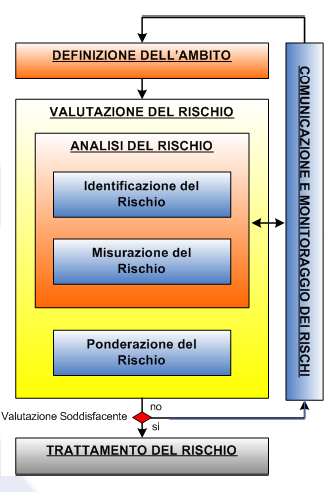 DEFINIZIONE DELL'AMBITO
VALUTAZIONE DEL RISCHIO
ANALISI DEL RISCHIO
Identificazione del
Rischio
Misurazione del
Rischio
Ponderazione del
Rischio
COMUNICAZIONE E MONITORAGGIO DEI RISCHI
no
Valutazione Soddisfacente
si
TRATTAMENTO DEL RISCHIO